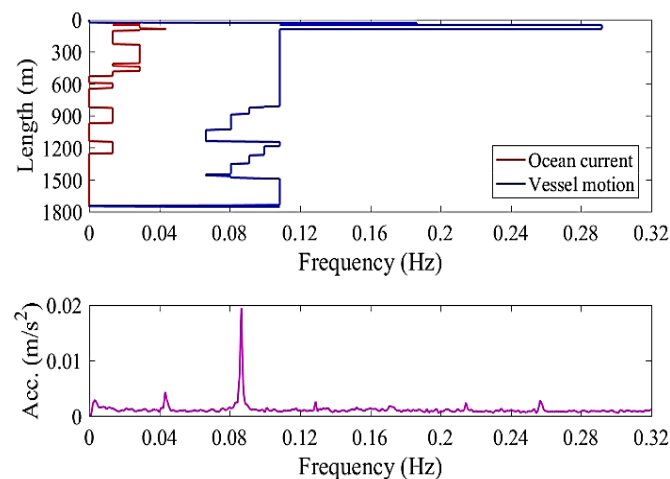 0
300
600
900
1200
1500
1800
Length (m)
Ocean current
Vessel motion
0 0.04 0.08 0.12 0.16 0.2 0.24 0.28 0.32
Frequency (Hz)
0.02
0.01
0
Acc. (m/s²)
0 0.04 0.08 0.12 0.16 0.2 0.24 0.28 0.32
Frequency (Hz)